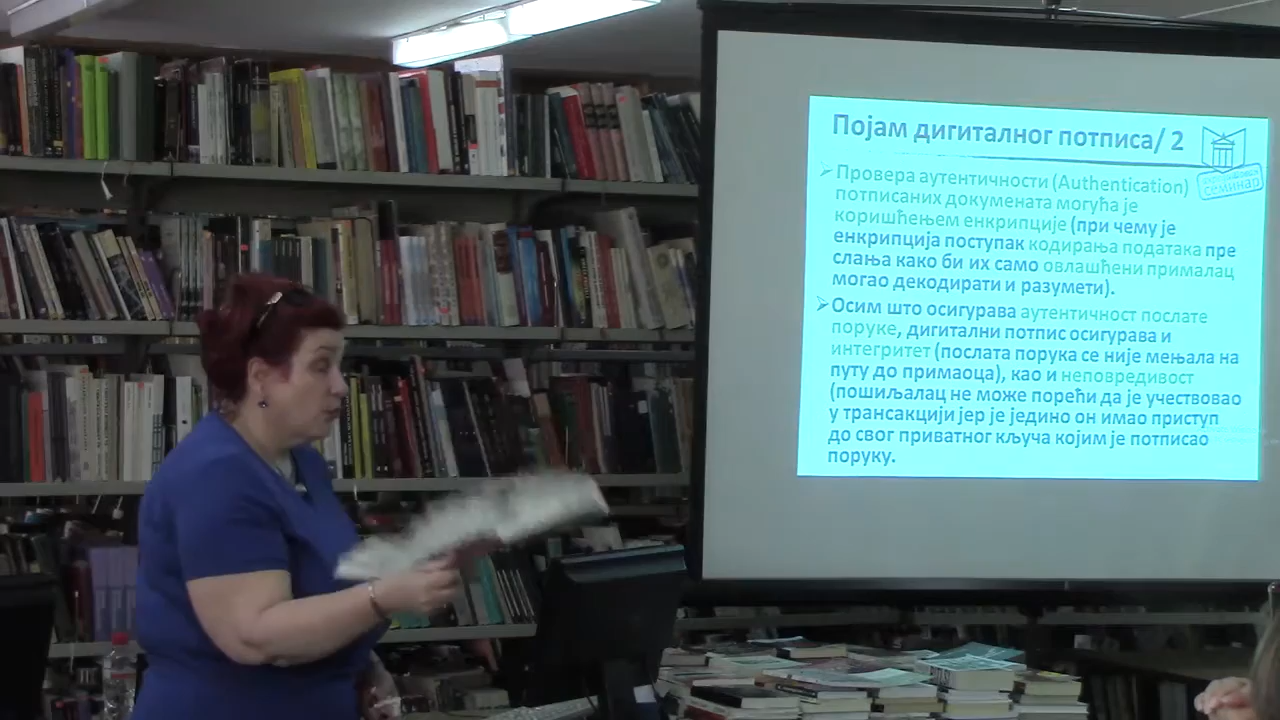 Појам дигиталног потписа/ 2
Провера аутентичности (Authentication)
потписаних докумената могућа је
коришћењем енкрипције (при чему је
енкрипција поступак кодирања података пре
слања како би их само овлашћени прималац
могао декодирати и разумети).
Осим што осигурава аутентичност послате
поруке, дигитални потпис осигурава и
интегритет (послата порука се није мењала на
путу до примаоца), као и неповредивост
(пошиљалац не може порећи да је учествовао
у трансакцији јер је једино он имао приступ
до свог приватног кључа којим је потписао
поруку.
семинар